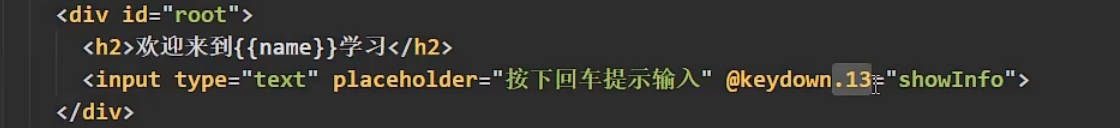 <div id="root">
<h2>欢迎来到{{name}}学习</h2>
<input type="text" placeholder="按下回车提示输入" @keydown.13="showInfo">
</div>